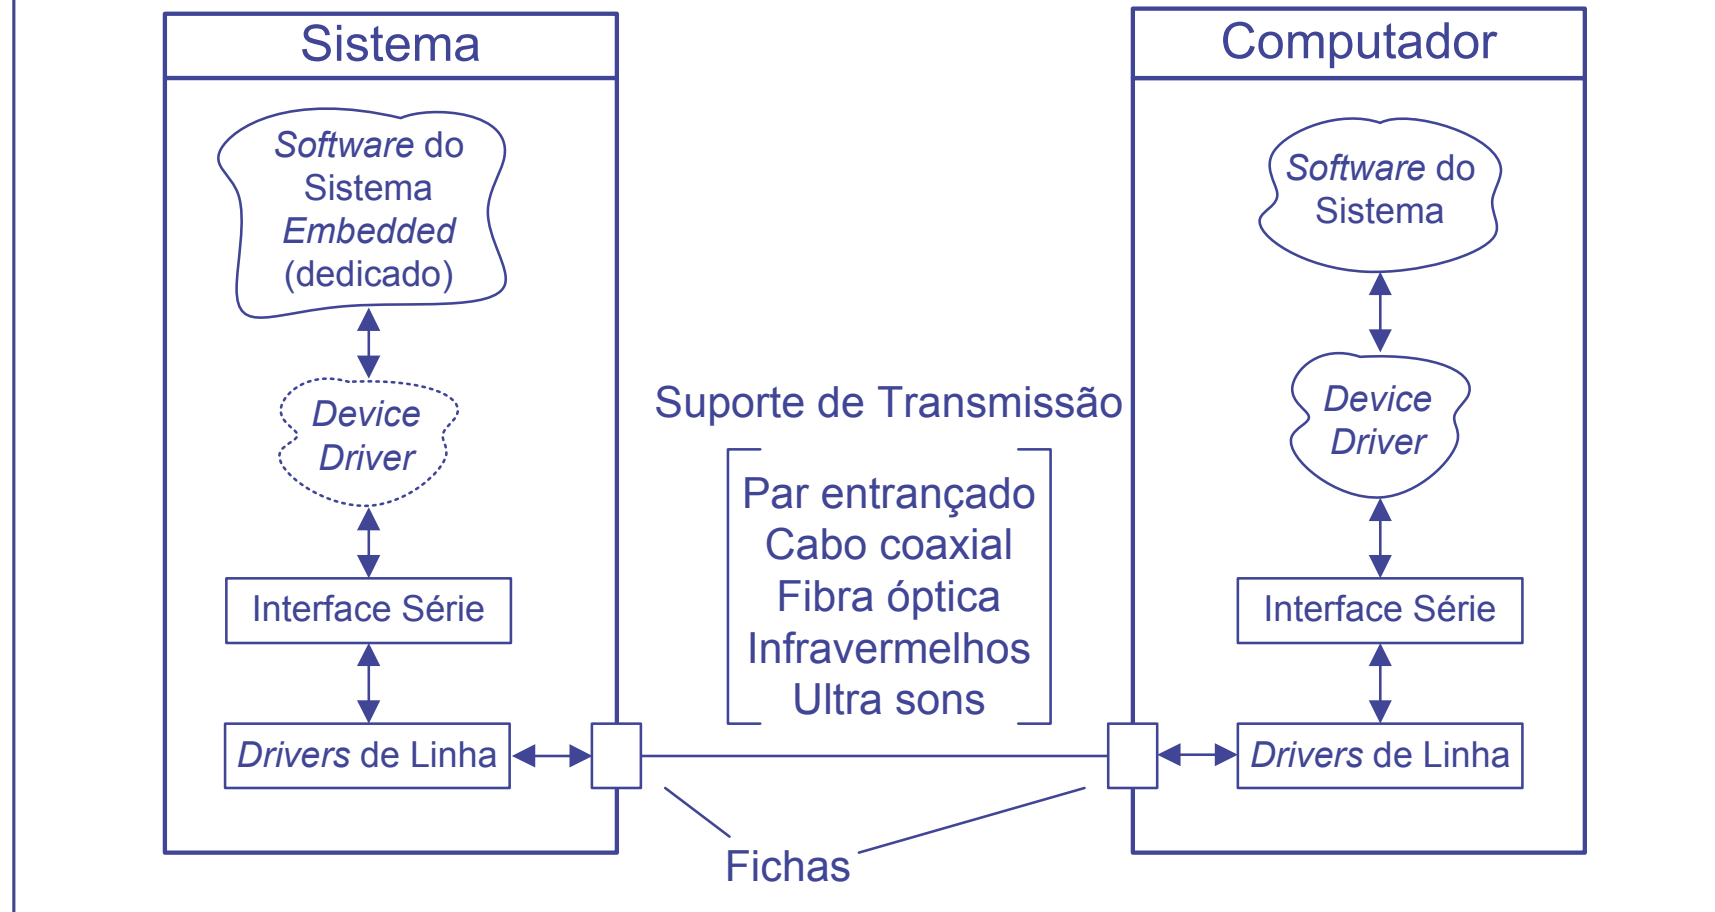 Sistema
Software do
Sistema
Embedded
(dedicado)
Device
Driver
Interface Série
Drivers de Linha
Suporte de Transmissão
Par entrançado
Cabo coaxial
Fibra óptica
Infravermelhos
Ultra sons
Fichas
Computador
Software do
Sistema
Device
Driver
Interface Série
Drivers de Linha